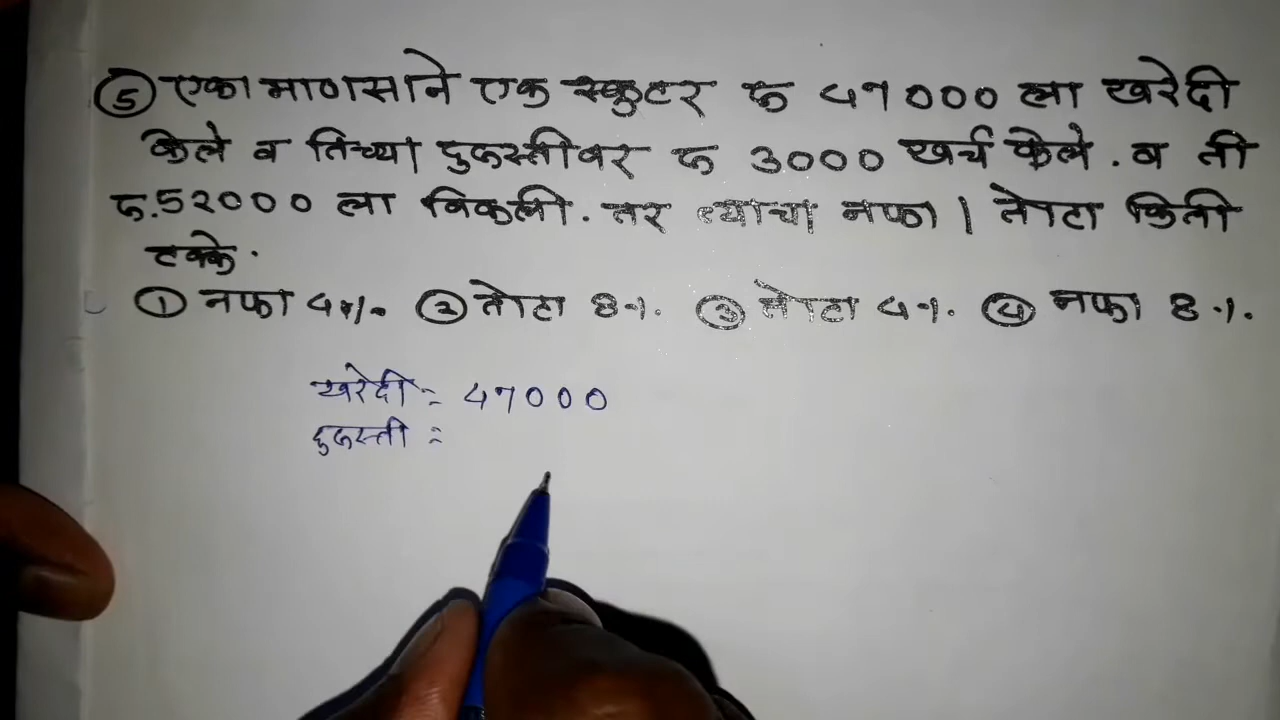 ⑤ एका माणसाने एक स्कुटर रु 47000 ला खरेदी
केले व तिच्या दुरुस्तीवर रु 3000 खर्च केले. व ती
रु.52000 ला विकली. तर त्याचा नफा / तोटा किती
टक्के.
① नफा 4%. ② तोटा 8%. ③ तोटा 4%. ④ नफा 8%.
खरेदी = 47000
दुरुस्ती =